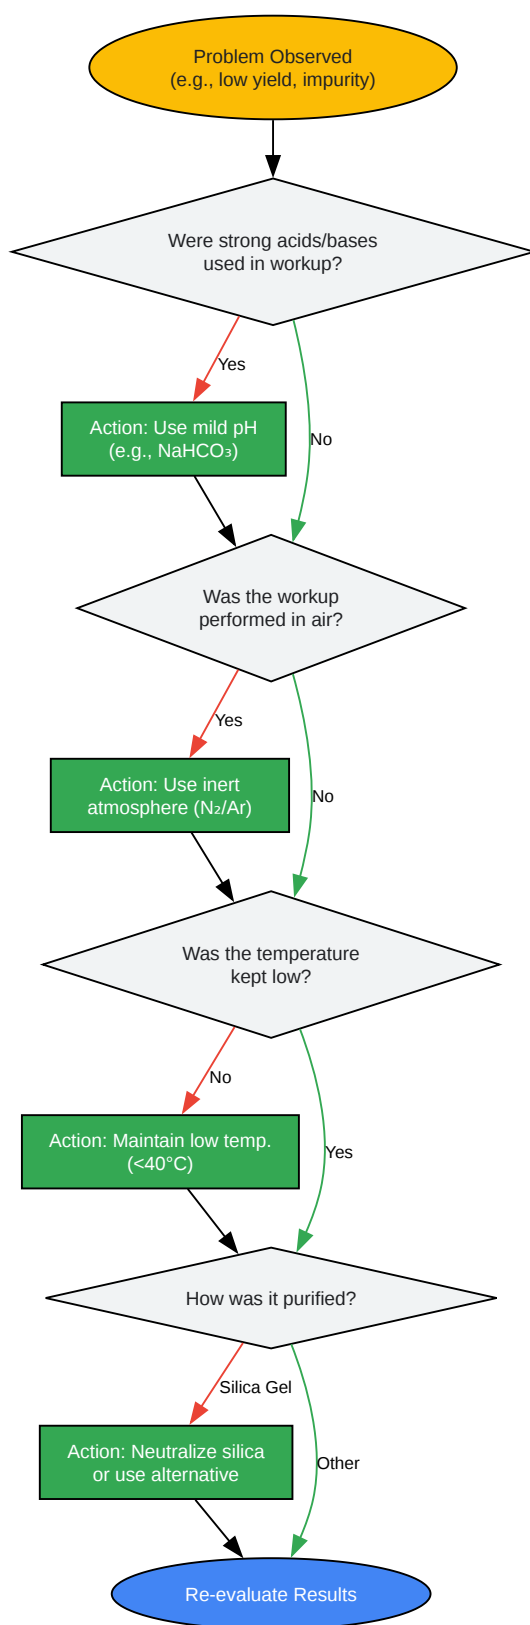 Problem Observed
(e.g., low yield, impurity)
Were strong acids/bases
used in workup?
Yes
Action: Use mild pH
(e.g., NaHCO₃)
No
Was the workup
performed in air?
Yes
Action: Use inert
atmosphere (N₂/Ar)
No
Was the temperature
kept low?
No
Action: Maintain low temp.
(<40°C)
Yes
How was it purified?
Silica Gel
Action: Neutralize silica
or use alternative
Other
Re-evaluate Results